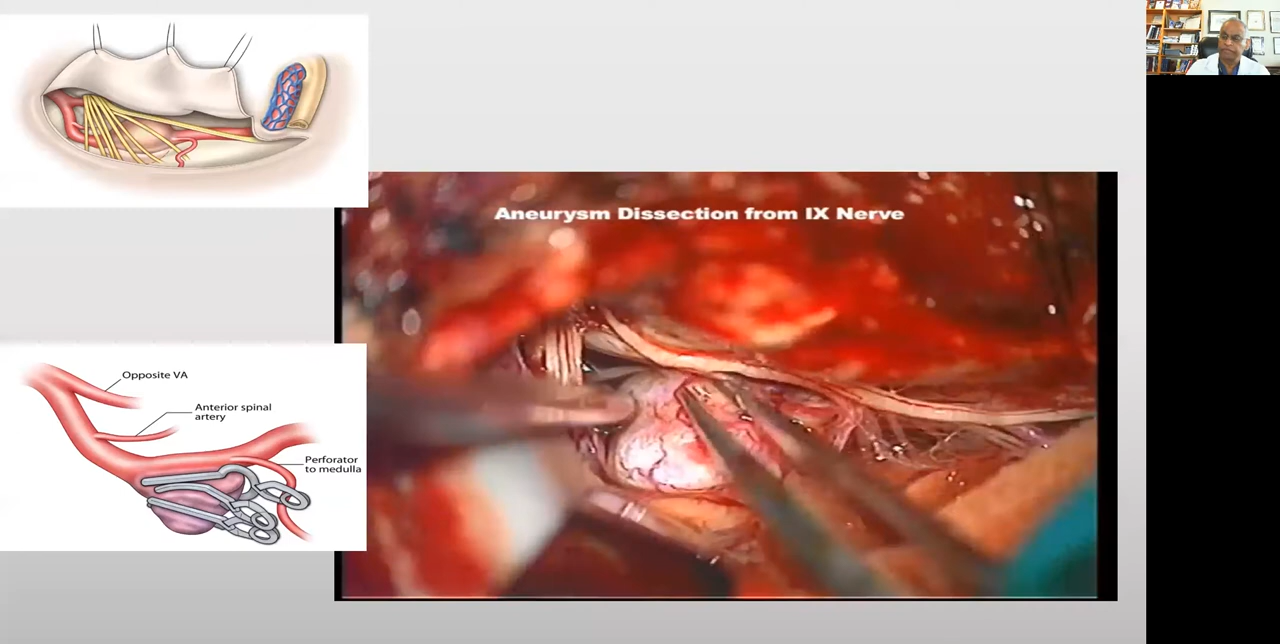 Aneurysm Dissection from IX Nerve
Opposite VA
Anterior spinal
artery
Perforator
to medulla